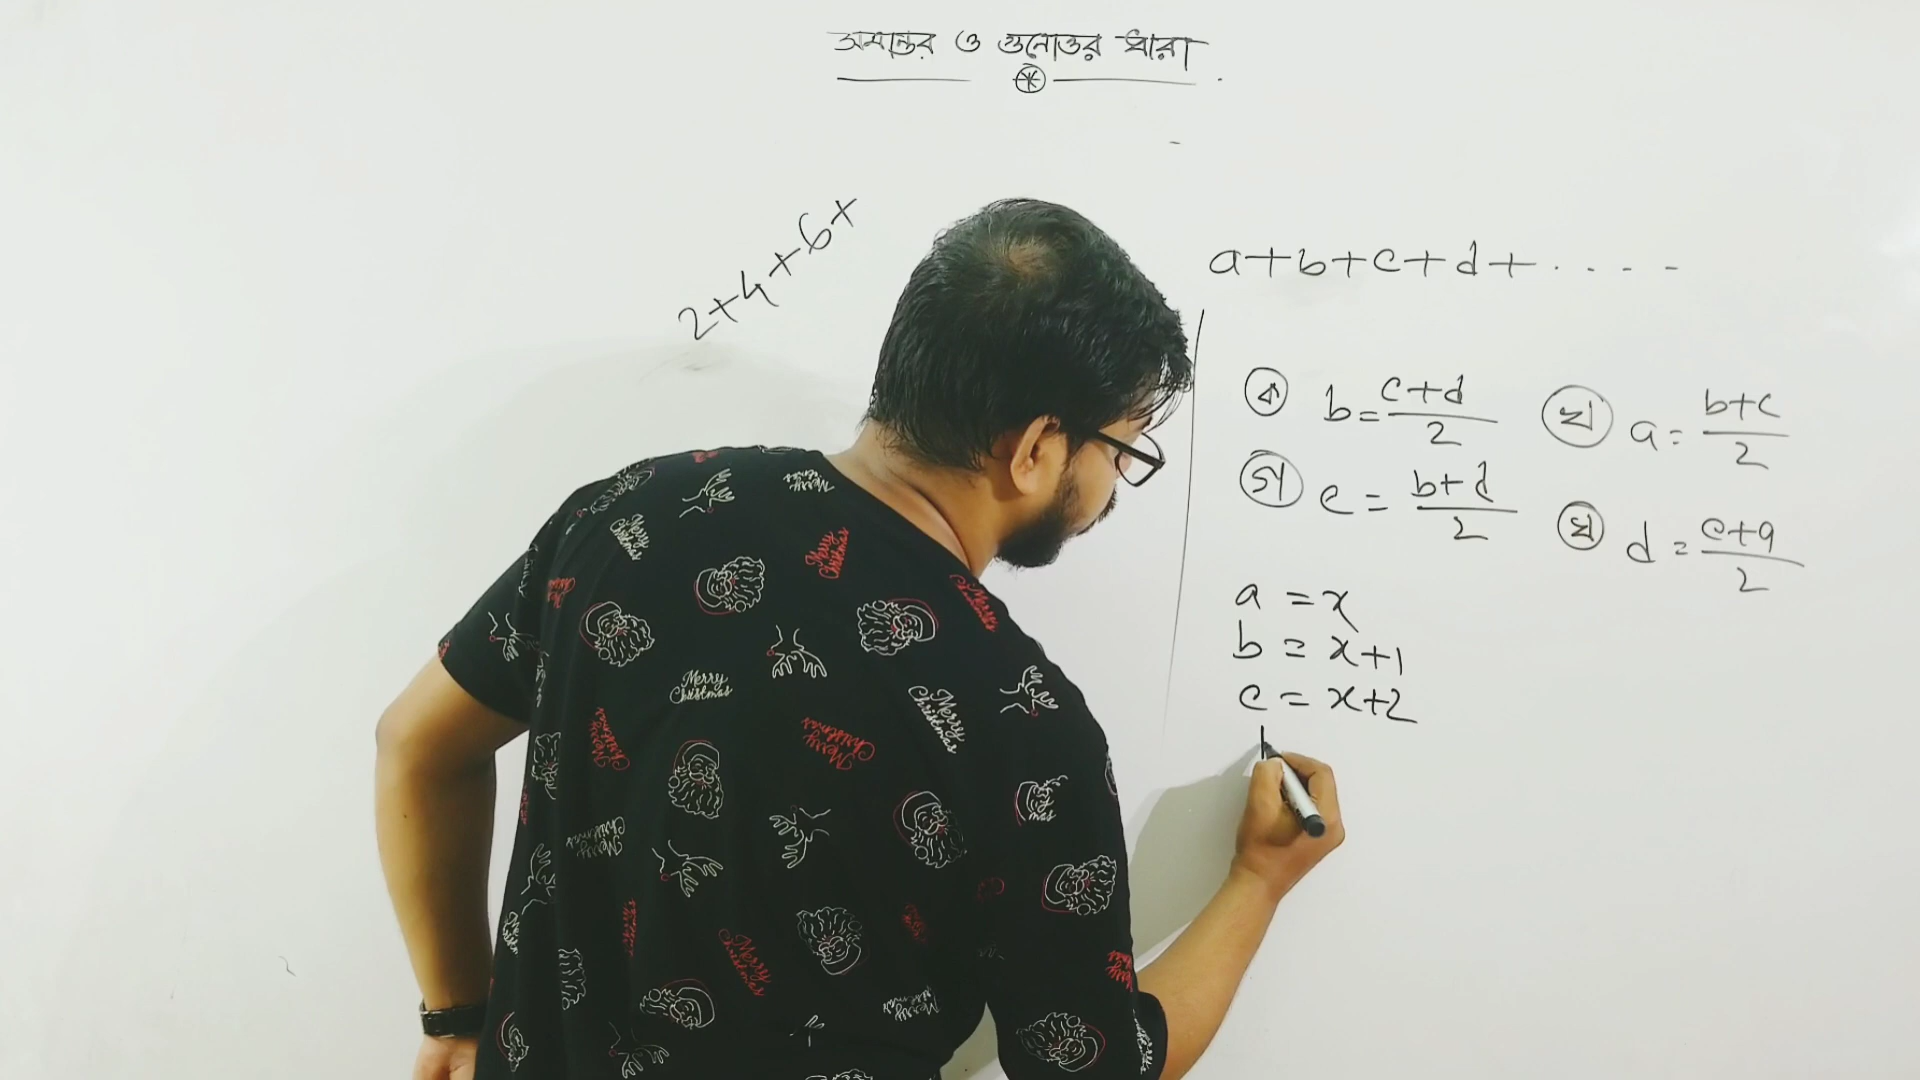 সমান্তর ও গুনোত্তর ধারা
2+4+6+
a+b+c+d+.....
ক b=c+d/2 খ a=b+c/2
গ c=b+d/2 ঘ d=c+a/2
a=x
b=x+1
c=x+2
Merry Christmas